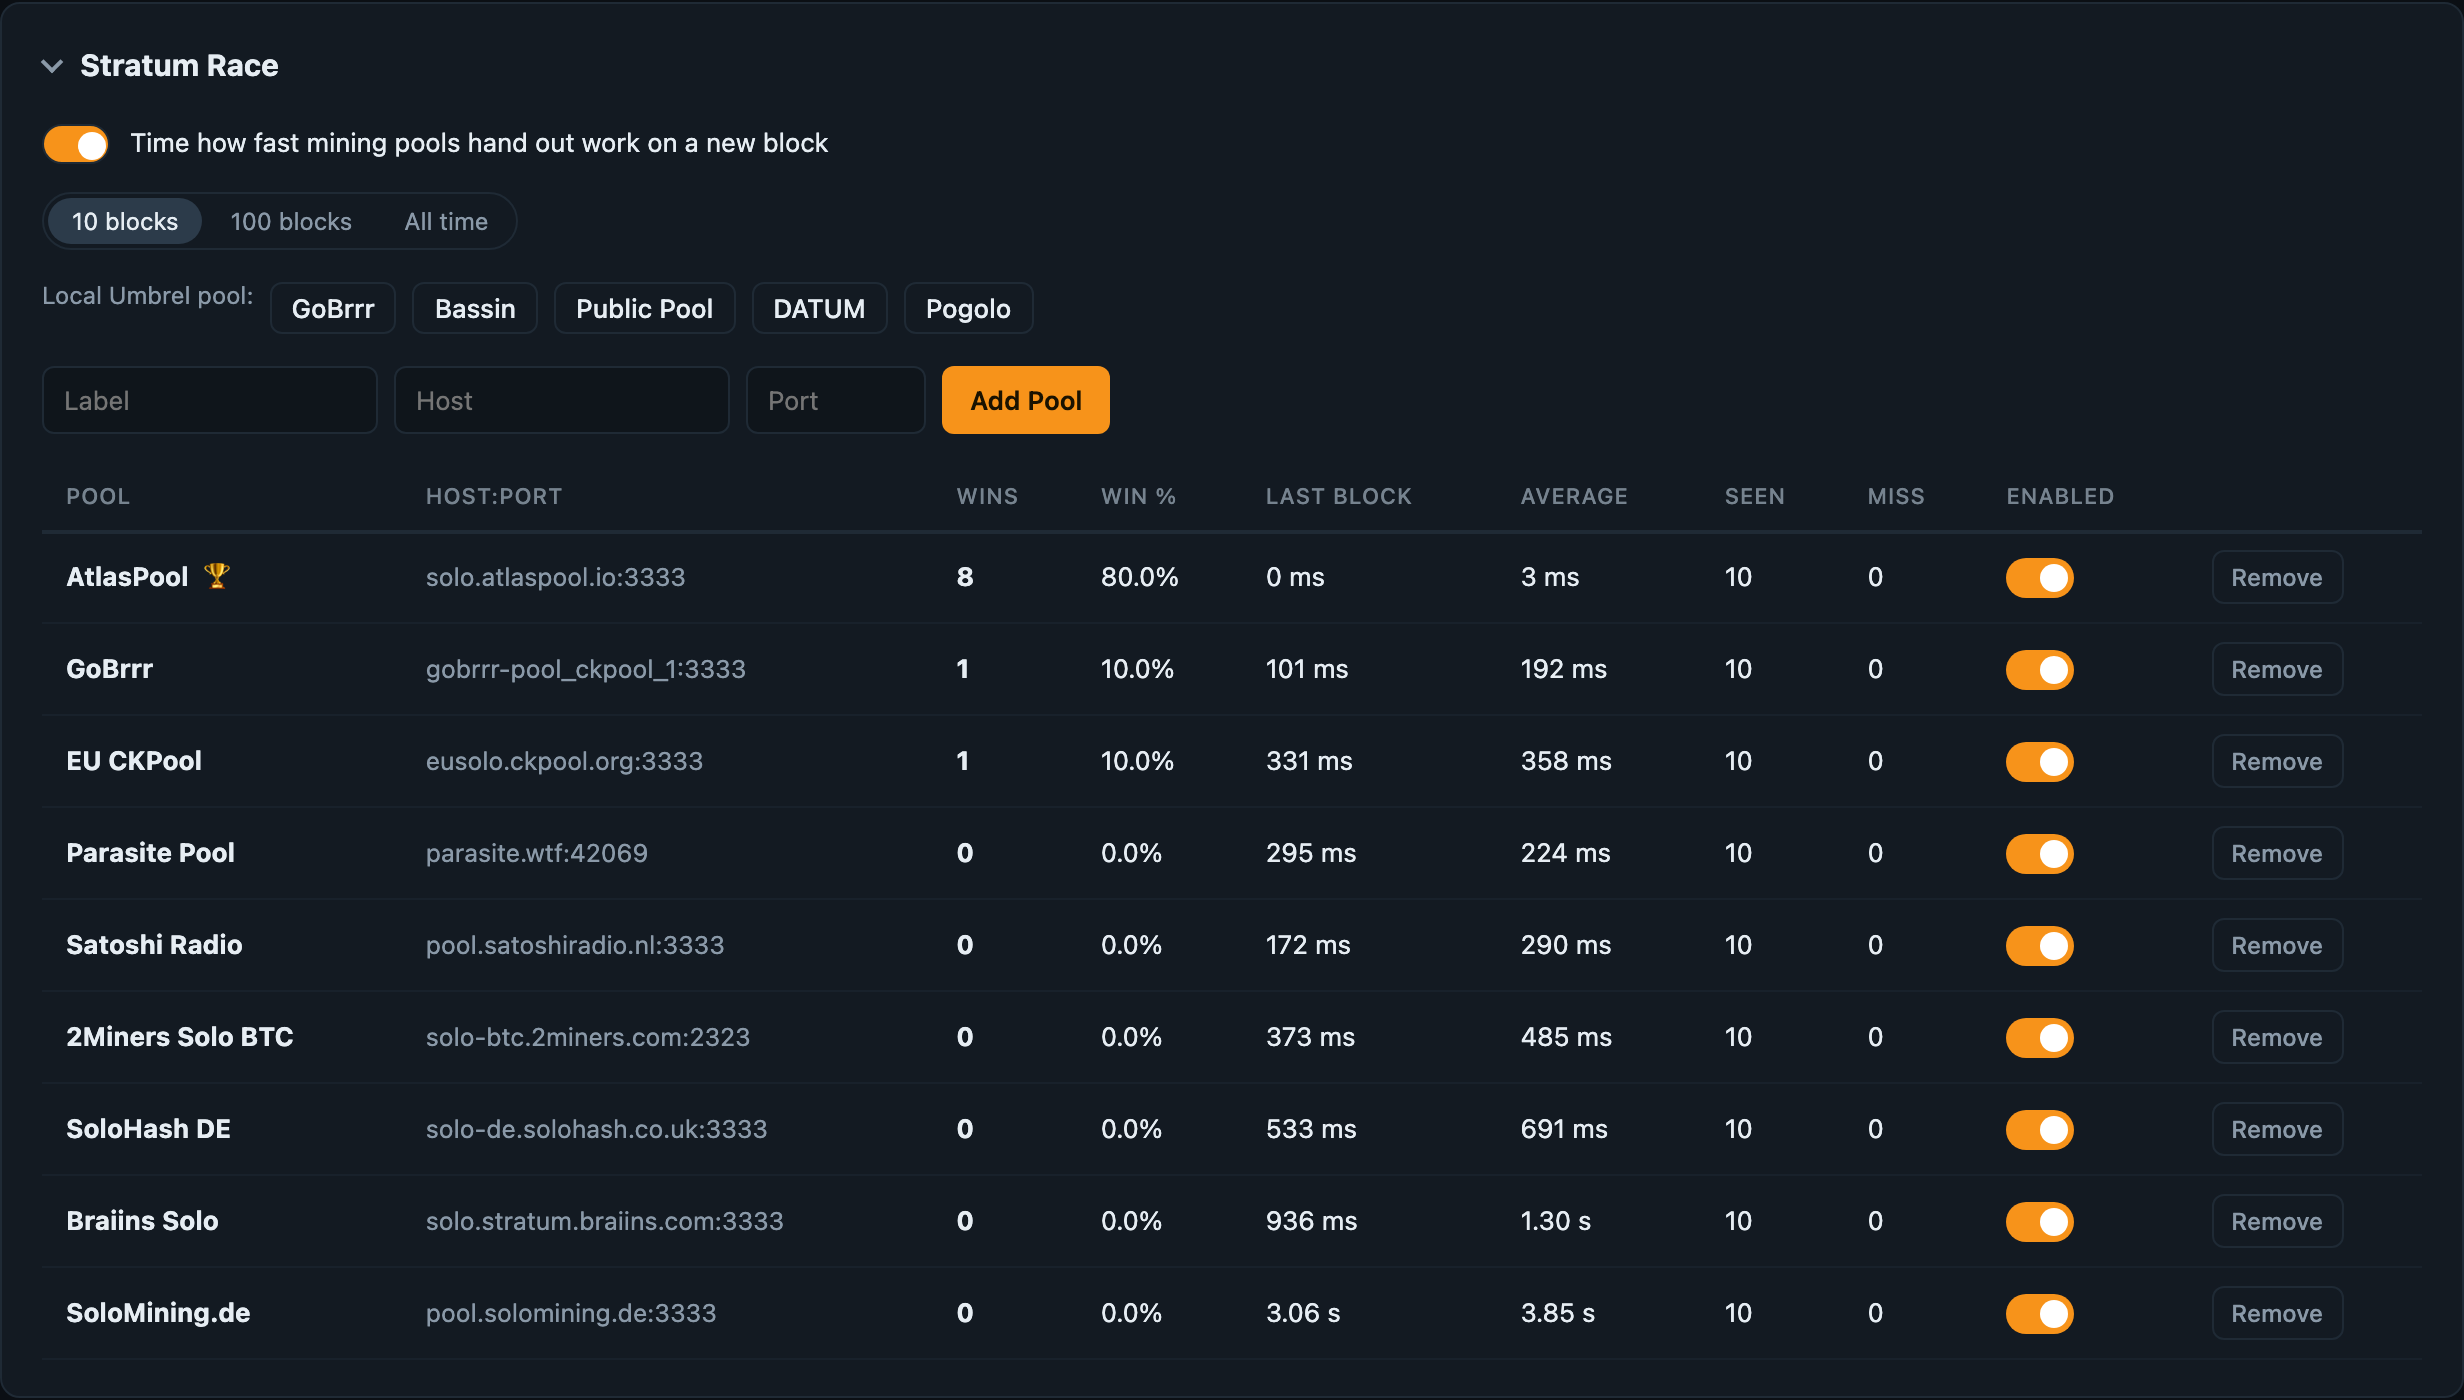 Stratum Race
Time how fast mining pools hand out work on a new block
10 blocks 100 blocks All time
Local Umbrel pool: GoBrrr Bassin Public Pool DATUM Pogolo
Label Host Port Add Pool
POOL HOST:PORT WINS WIN % LAST BLOCK AVERAGE SEEN MISS ENABLED
AtlasPool 🏆 solo.atlaspool.io:3333 8 80.0% 0 ms 3 ms 10 0 Remove
GoBrrr gobrrr-pool_ckpool_1:3333 1 10.0% 101 ms 192 ms 10 0 Remove
EU CKPool eusolo.ckpool.org:3333 1 10.0% 331 ms 358 ms 10 0 Remove
Parasite Pool parasite.wtf:42069 0 0.0% 295 ms 224 ms 10 0 Remove
Satoshi Radio pool.satoshiradio.nl:3333 0 0.0% 172 ms 290 ms 10 0 Remove
2Miners Solo BTC solo-btc.2miners.com:2323 0 0.0% 373 ms 485 ms 10 0 Remove
SoloHash DE solo-de.solohash.co.uk:3333 0 0.0% 533 ms 691 ms 10 0 Remove
Braiins Solo solo.stratum.braiins.com:3333 0 0.0% 936 ms 1.30 s 10 0 Remove
SoloMining.de pool.solomining.de:3333 0 0.0% 3.06 s 3.85 s 10 0 Remove